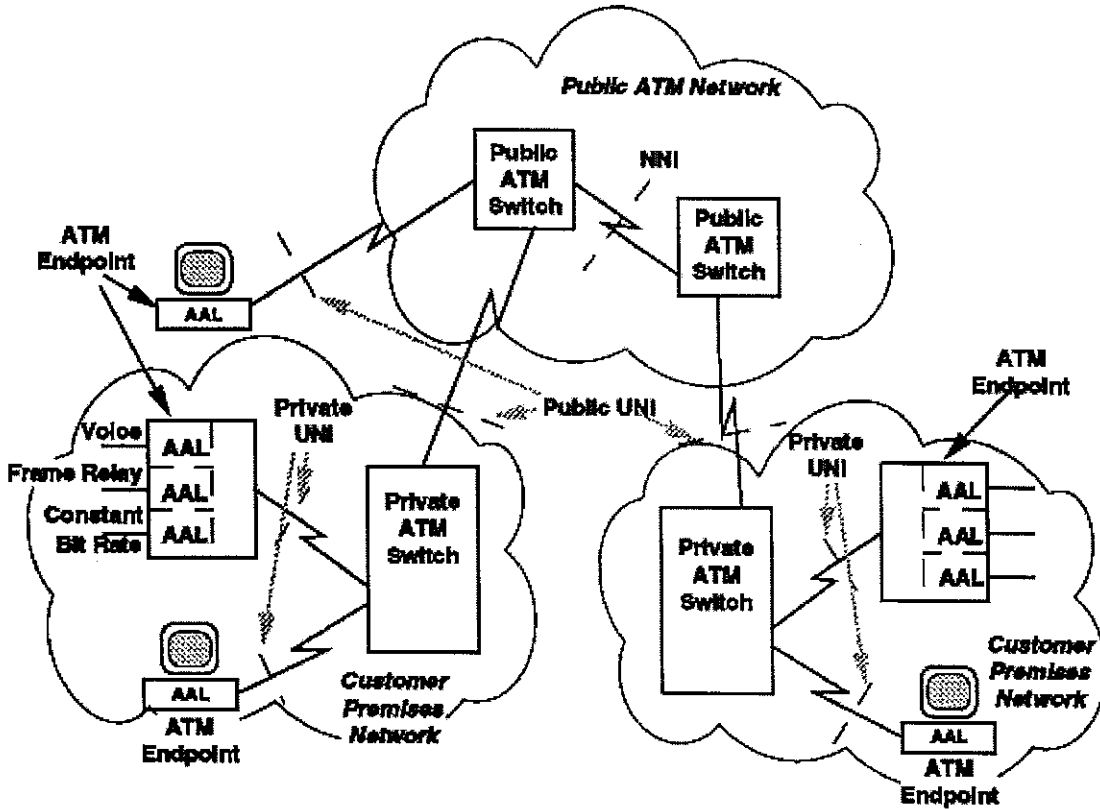 Public ATM Network
Public
ATM
Switch
NNI
Public
ATM
Switch
ATM
Endpoint
AAL
ATM
Endpoint
Private
UNI
Public UNI
Voice
AAL
Frame Relay
AAL
Constant
Bit Rate
AAL
Private
ATM
Switch
Private
UNI
AAL
AAL
AAL
Private
ATM
Switch
AAL
ATM
Endpoint
Customer
Premises
Network
Customer
Premises
Network
AAL
ATM
Endpoint